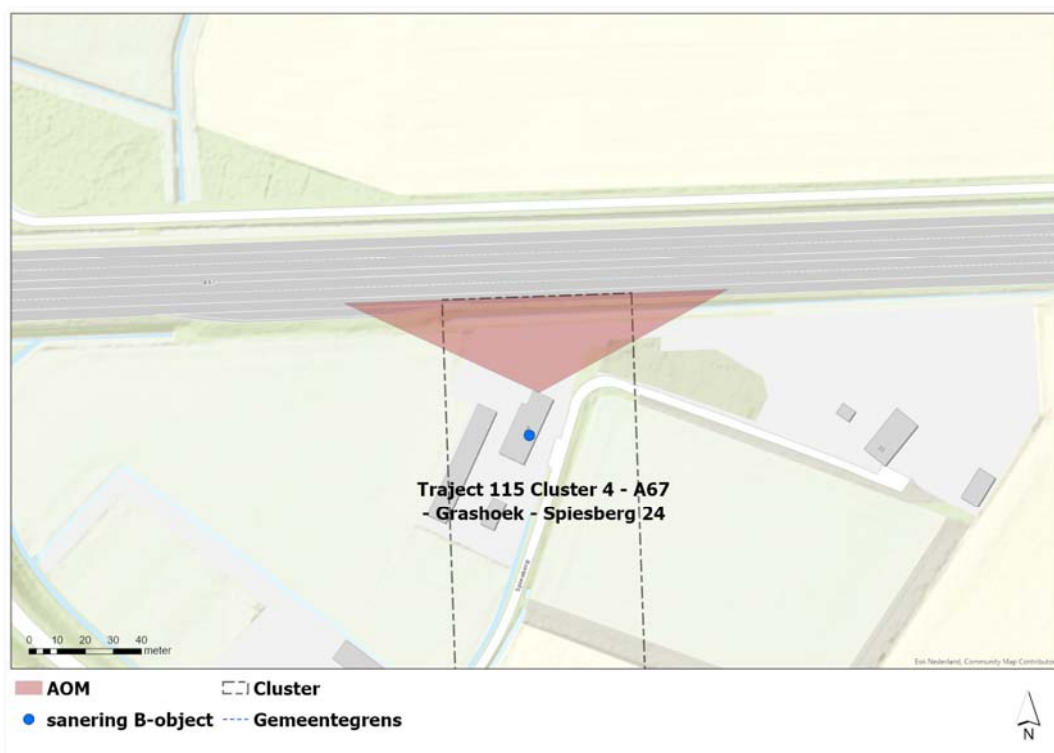 Traject 115 Cluster 4 - A67
- Grashoek - Spiesberg 24
Spiesberg
0 10 20 30 40
meter
Esri Nederland, Community Map Contributors
AOM
Cluster
sanering B-object
Gemeentegrens
N